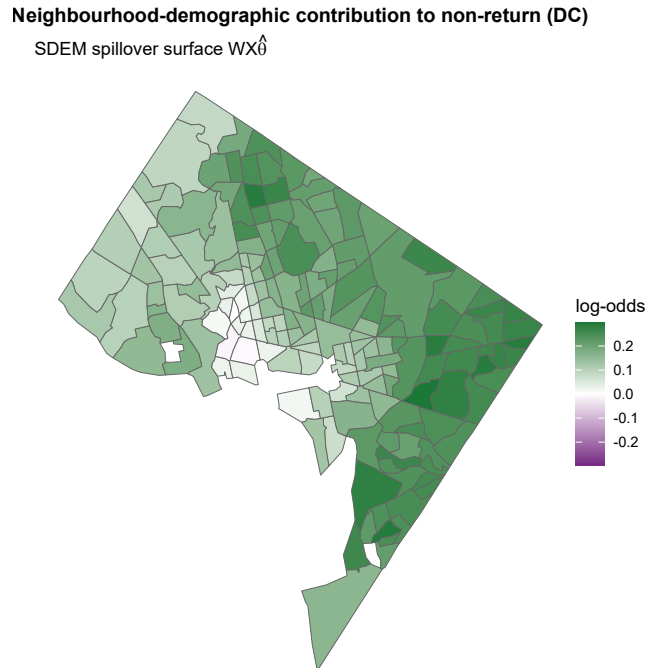 Neighbourhood-demographic contribution to non-return (DC)
SDEM spillover surface WXθ̂
log-odds
0.2
0.1
0.0
-0.1
-0.2